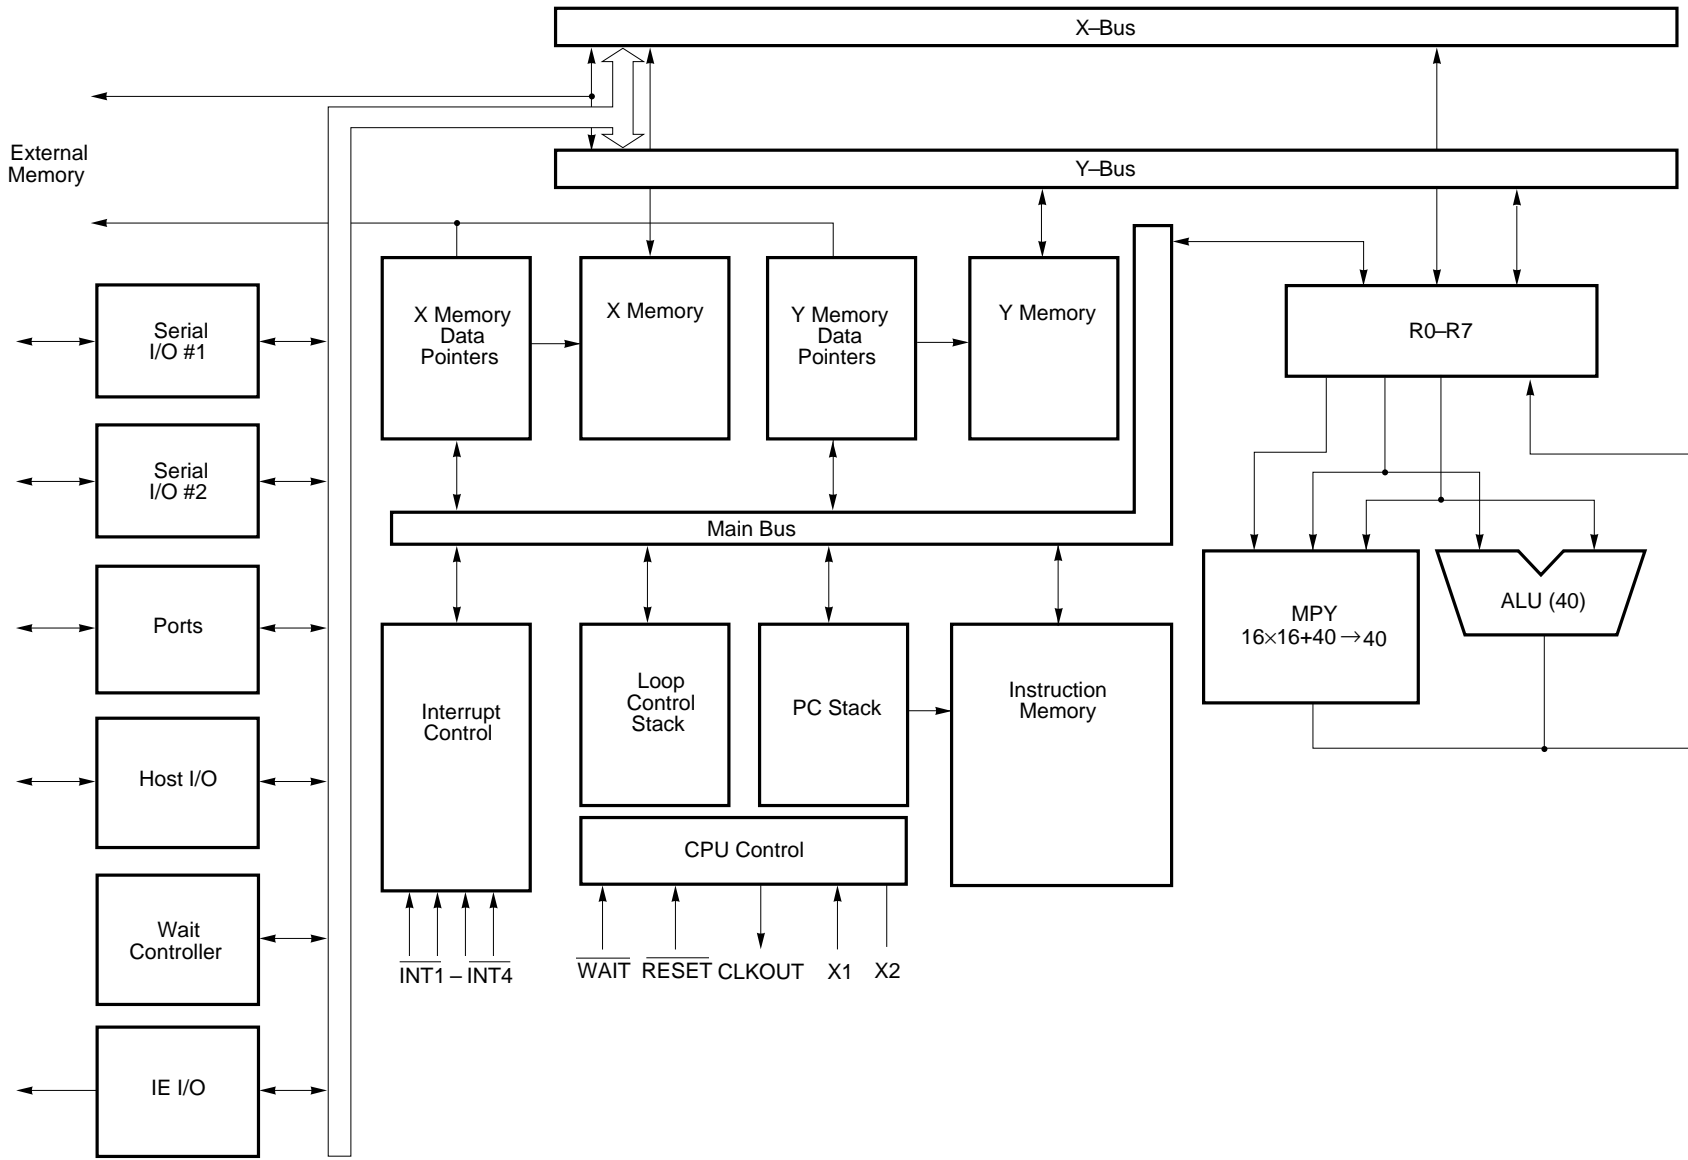 X–Bus
External
Memory
Y–Bus
Serial
I/O #1
X Memory
Data
Pointers
X Memory
Y Memory
Data
Pointers
Y Memory
R0–R7
Serial
I/O #2
Main Bus
Ports
MPY
16×16+40→40
ALU (40)
Interrupt
Control
Loop
Control
Stack
PC Stack
Instruction
Memory
Host I/O
CPU Control
Wait
Controller
INT1 – INT4
WAIT
RESET
CLKOUT
X1
X2
IE I/O